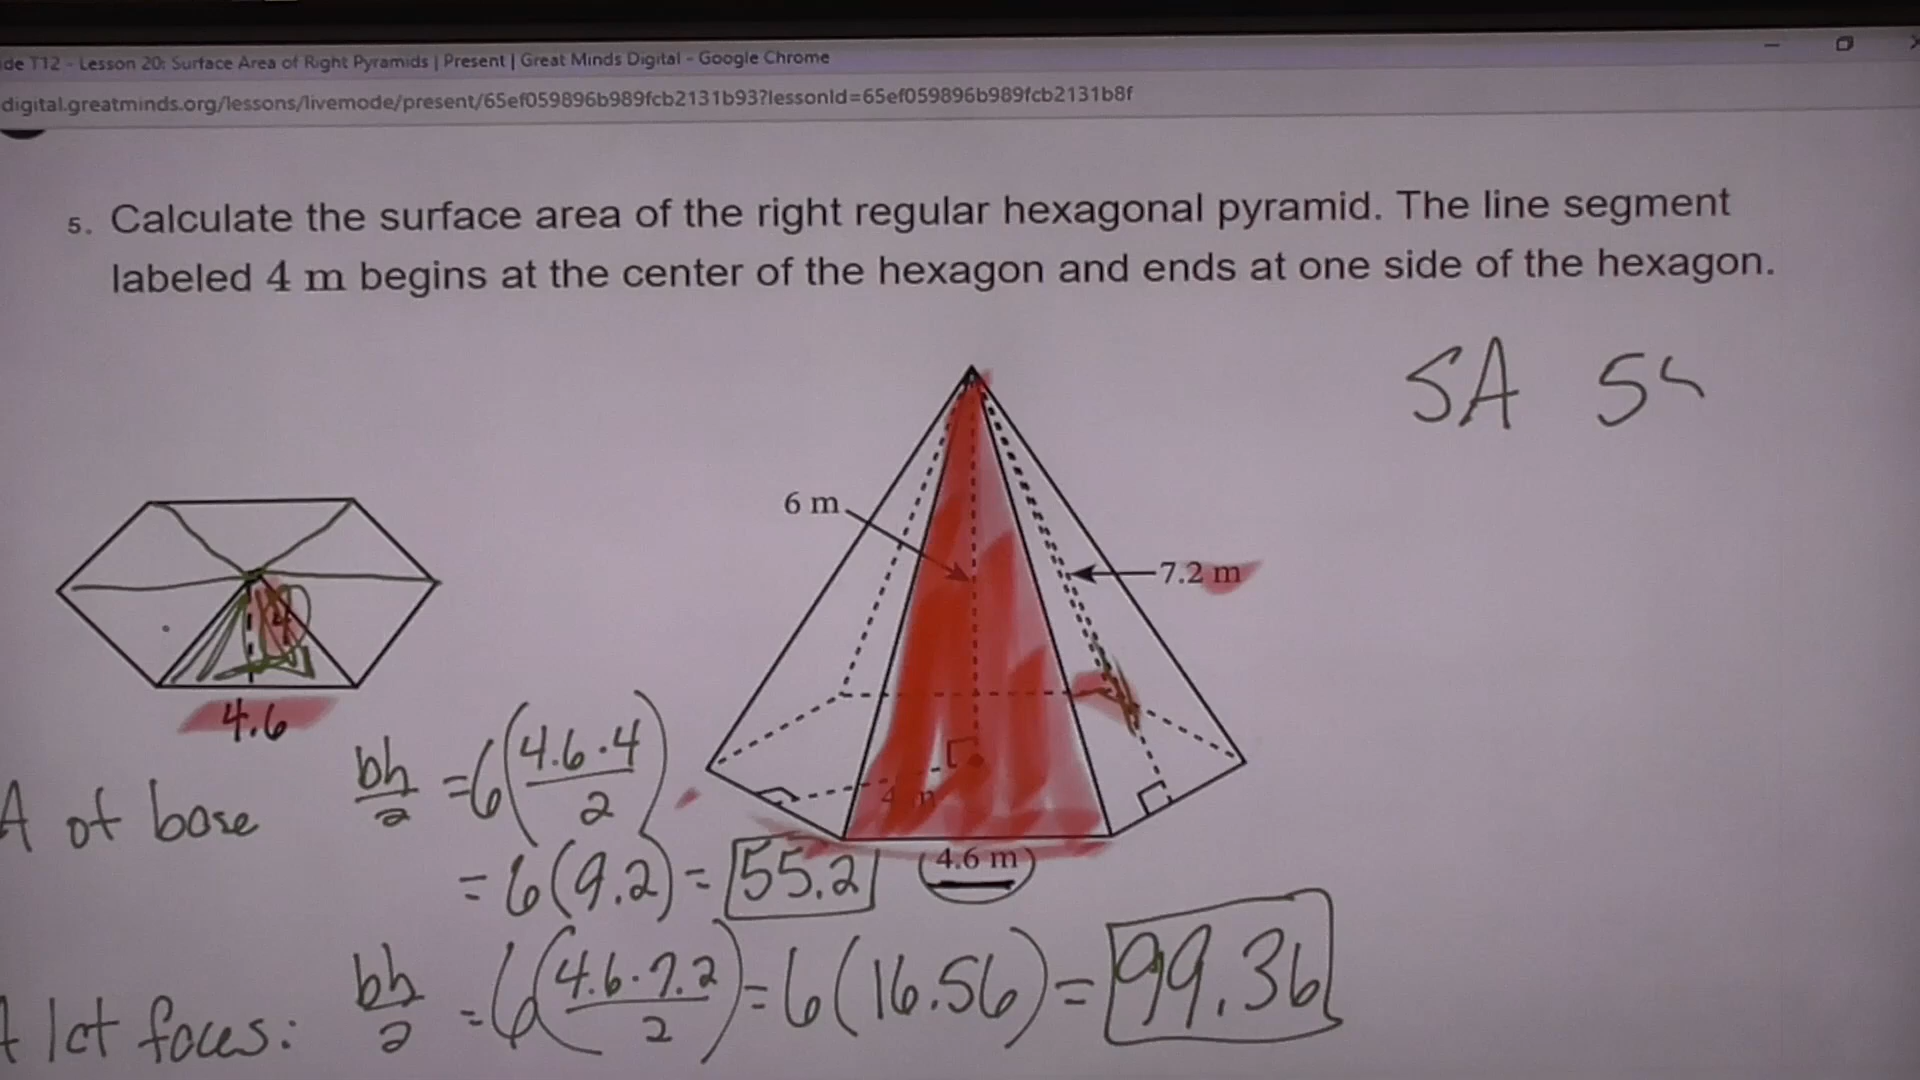 de T12 - Lesson 20: Surface Area of Right Pyramids | Present | Great Minds Digital - Google Chrome
digital.greatminds.org/lessons/livemode/present/65ef059896b989fcb2131b93?lessonId=65ef059896b989fcb2131b8f
5. Calculate the surface area of the right regular hexagonal pyramid. The line segment
labeled 4 m begins at the center of the hexagon and ends at one side of the hexagon.
SA 55
6 m
7.2 m
4
4.6
4 m
4.6 m
A of base bh/2 = 6(4.6·4/2)
= 6(9.2) = 55.2
lat faces: bh/2 = 6(4.6·7.2/2) = 6(16.56) = 99.36